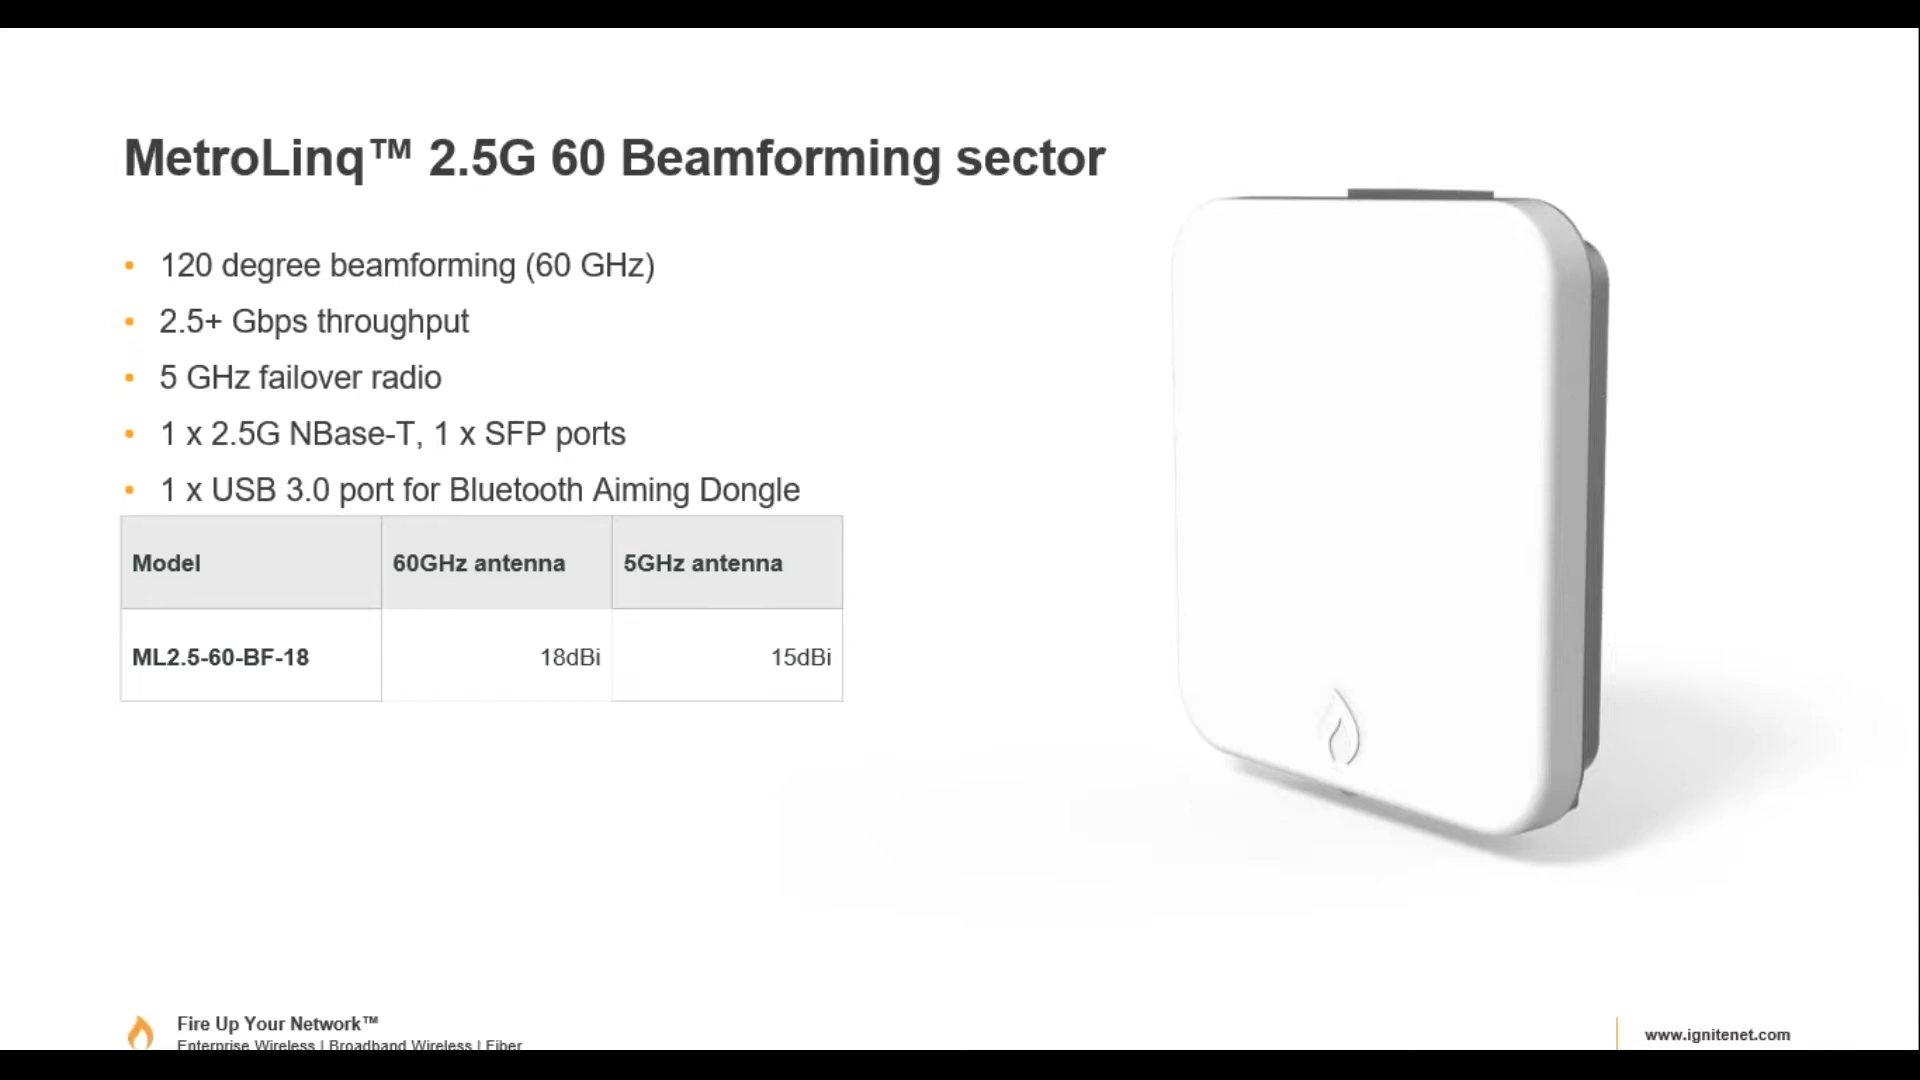 MetroLinq™ 2.5G 60 Beamforming sector
• 120 degree beamforming (60 GHz)
• 2.5+ Gbps throughput
• 5 GHz failover radio
• 1 x 2.5G NBase-T, 1 x SFP ports
• 1 x USB 3.0 port for Bluetooth Aiming Dongle
Model 60GHz antenna 5GHz antenna
ML2.5-60-BF-18 18dBi 15dBi
Fire Up Your Network™
Enterprise Wireless | Broadband Wireless | Fiber
www.ignitenet.com